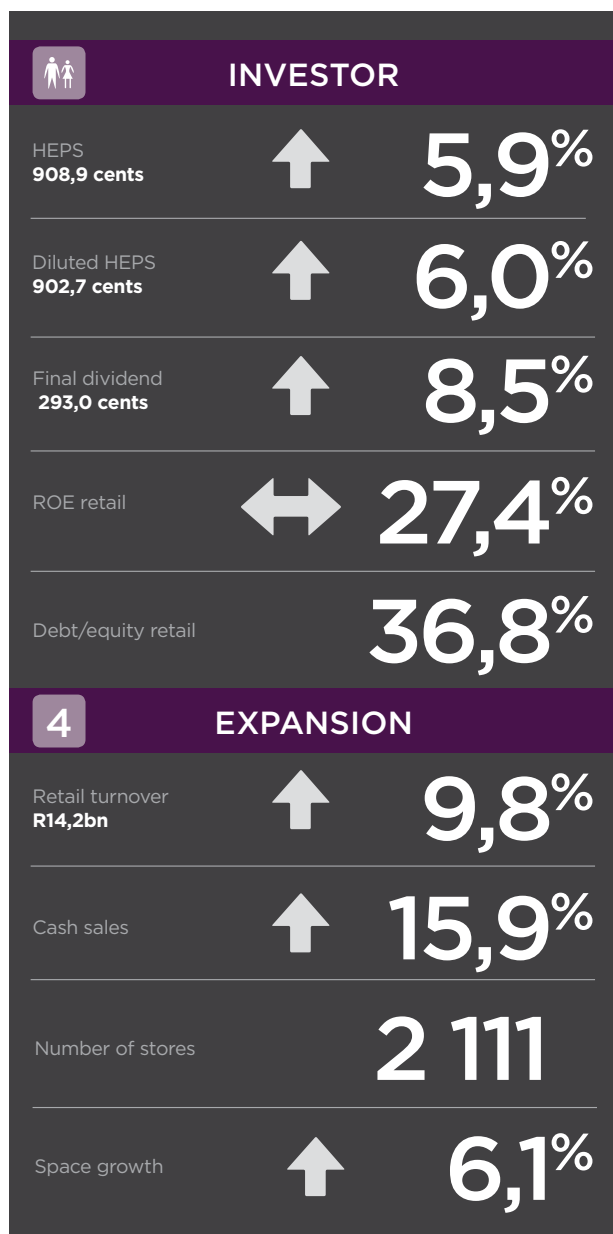 INVESTOR
HEPS
908,9 cents
5,9%
Diluted HEPS
902,7 cents
6,0%
Final dividend
293,0 cents
8,5%
ROE retail
27,4%
Debt/equity retail
36,8%
4
EXPANSION
Retail turnover
R14,2bn
9,8%
Cash sales
15,9%
Number of stores
2 111
Space growth
6,1%